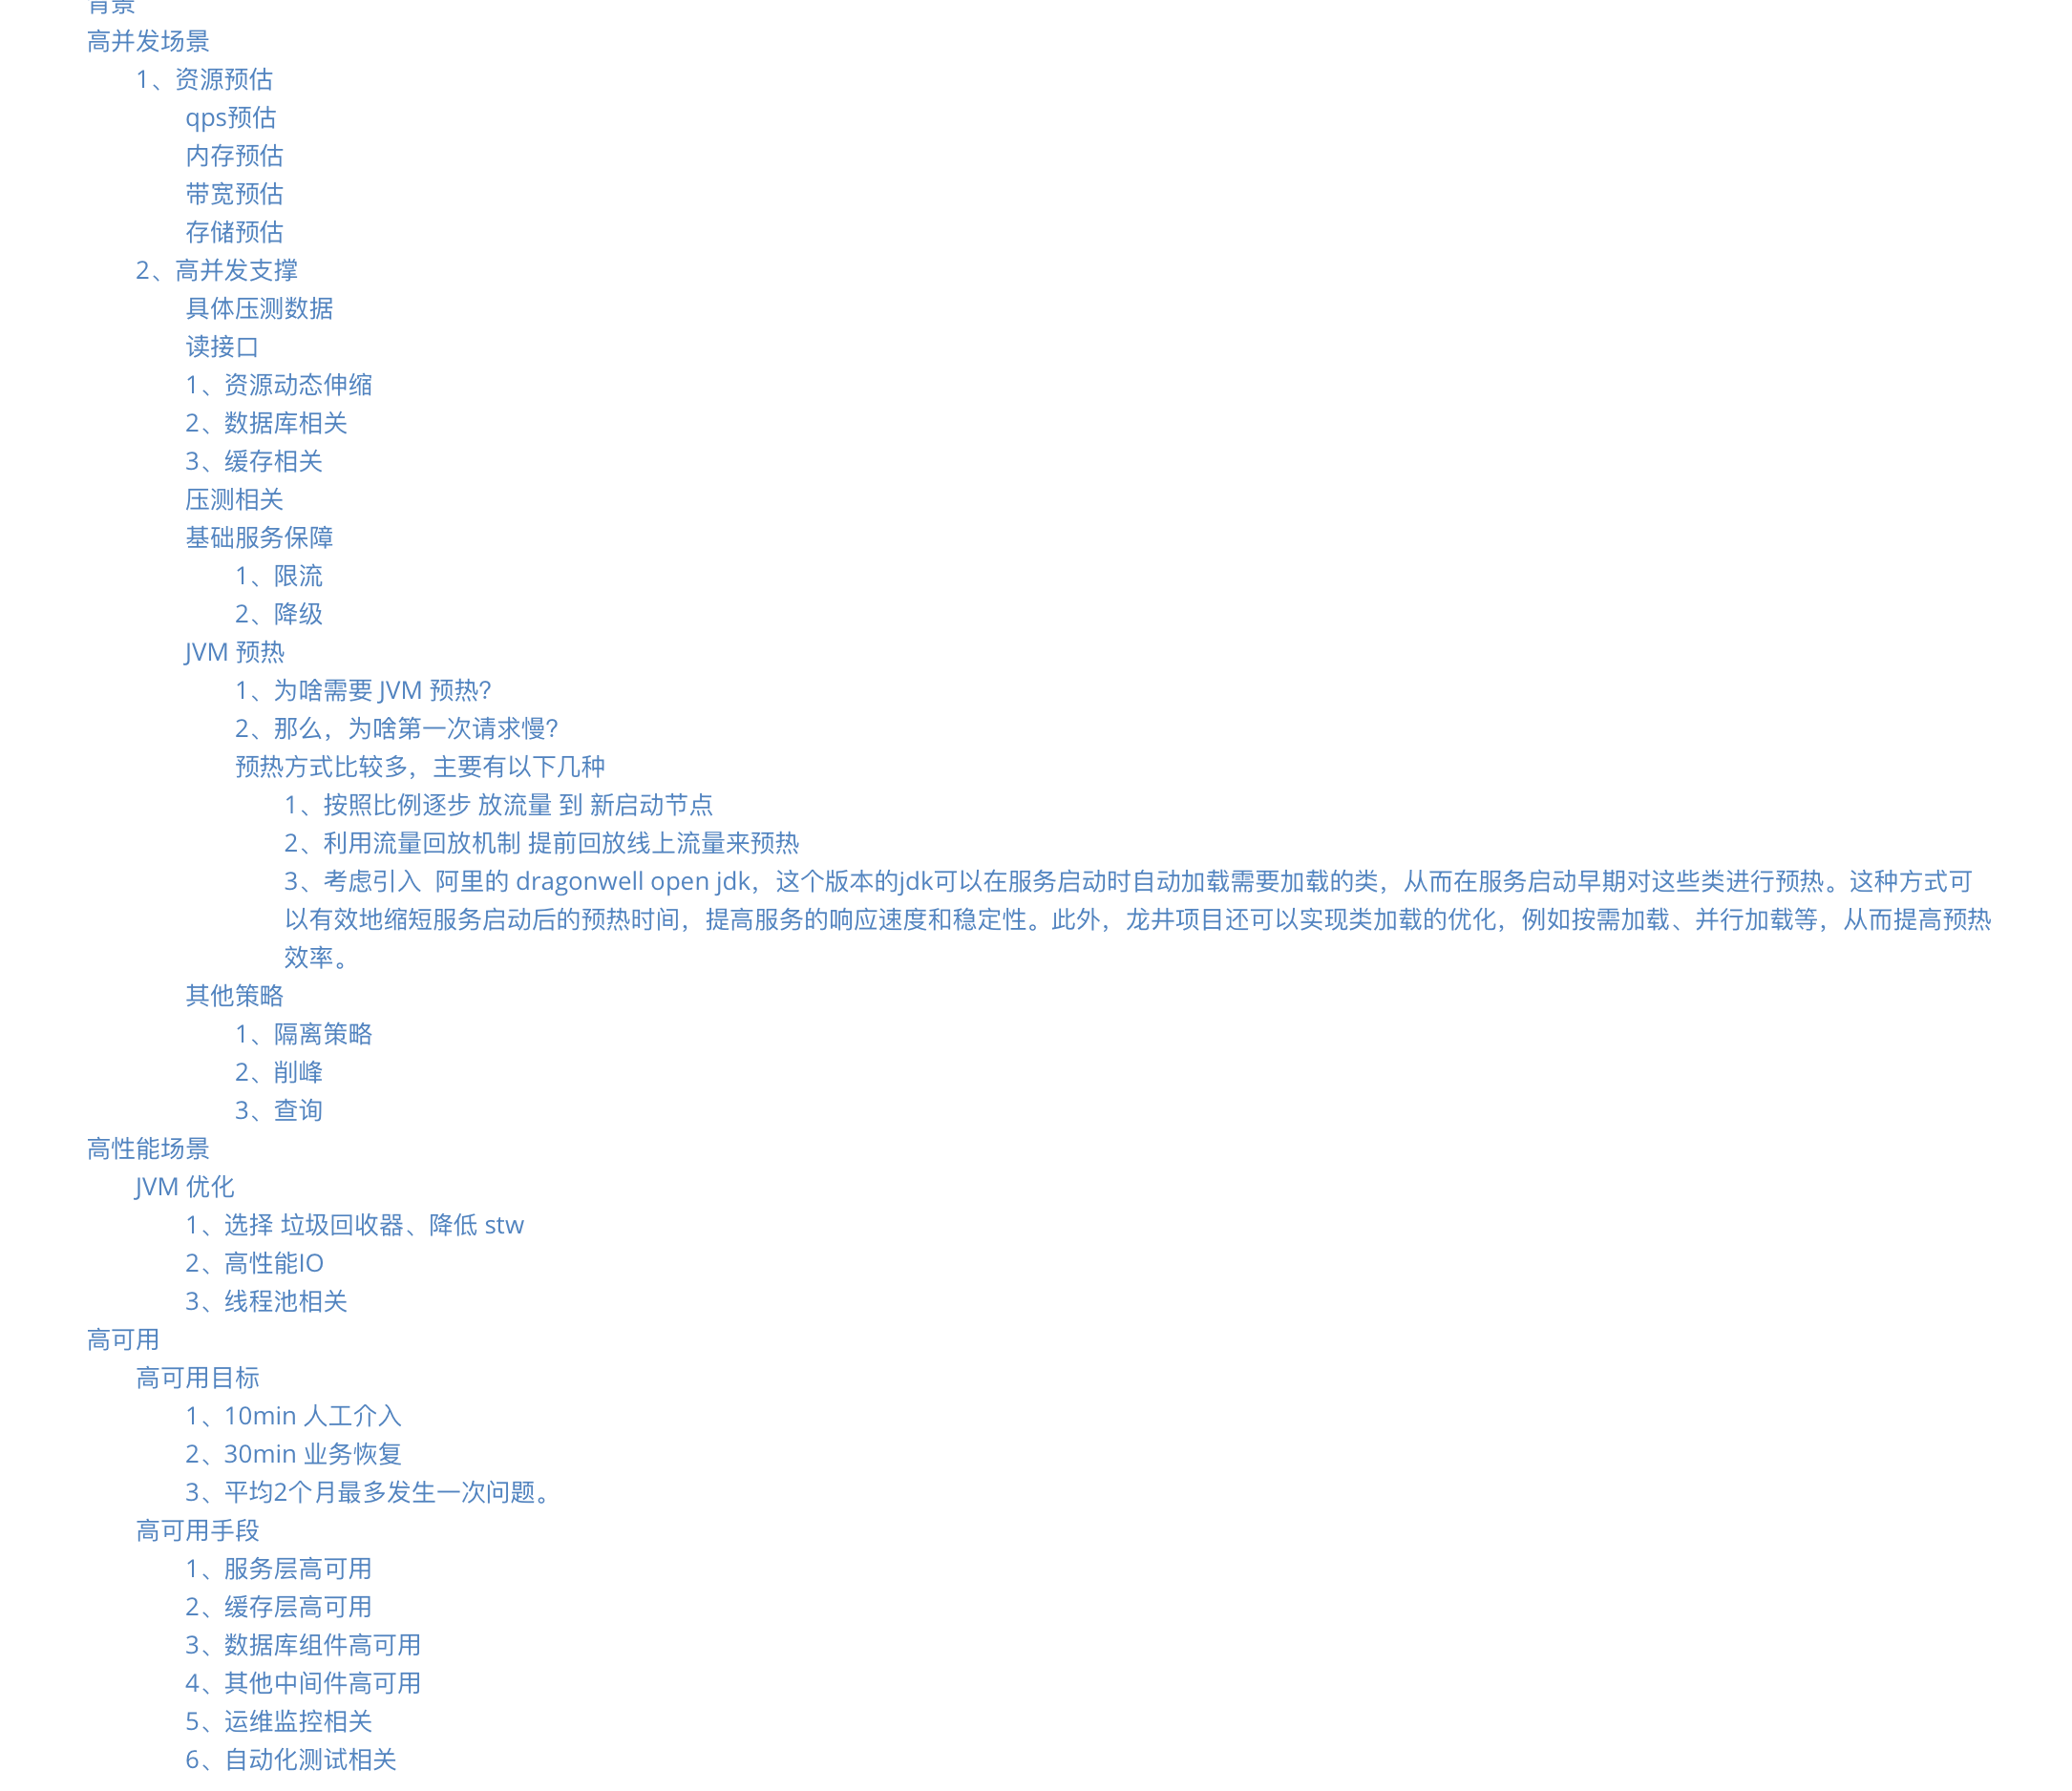 背景
高并发场景
1、资源预估
qps预估
内存预估
带宽预估
存储预估
2、高并发支撑
具体压测数据
读接口
1、资源动态伸缩
2、数据库相关
3、缓存相关
压测相关
基础服务保障
1、限流
2、降级
JVM 预热
1、为啥需要 JVM 预热？
2、那么，为啥第一次请求慢？
预热方式比较多，主要有以下几种
1、按照比例逐步 放流量 到 新启动节点
2、利用流量回放机制 提前回放线上流量来预热
3、考虑引入  阿里的 dragonwell open jdk，这个版本的jdk可以在服务启动时自动加载需要加载的类，从而在服务启动早期对这些类进行预热。这种方式可
以有效地缩短服务启动后的预热时间，提高服务的响应速度和稳定性。此外，龙井项目还可以实现类加载的优化，例如按需加载、并行加载等，从而提高预热
效率。
其他策略
1、隔离策略
2、削峰
3、查询
高性能场景
JVM 优化
1、选择 垃圾回收器、降低 stw
2、高性能IO
3、线程池相关
高可用
高可用目标
1、10min 人工介入
2、30min 业务恢复
3、平均2个月最多发生一次问题。
高可用手段
1、服务层高可用
2、缓存层高可用
3、数据库组件高可用
4、其他中间件高可用
5、运维监控相关
6、自动化测试相关